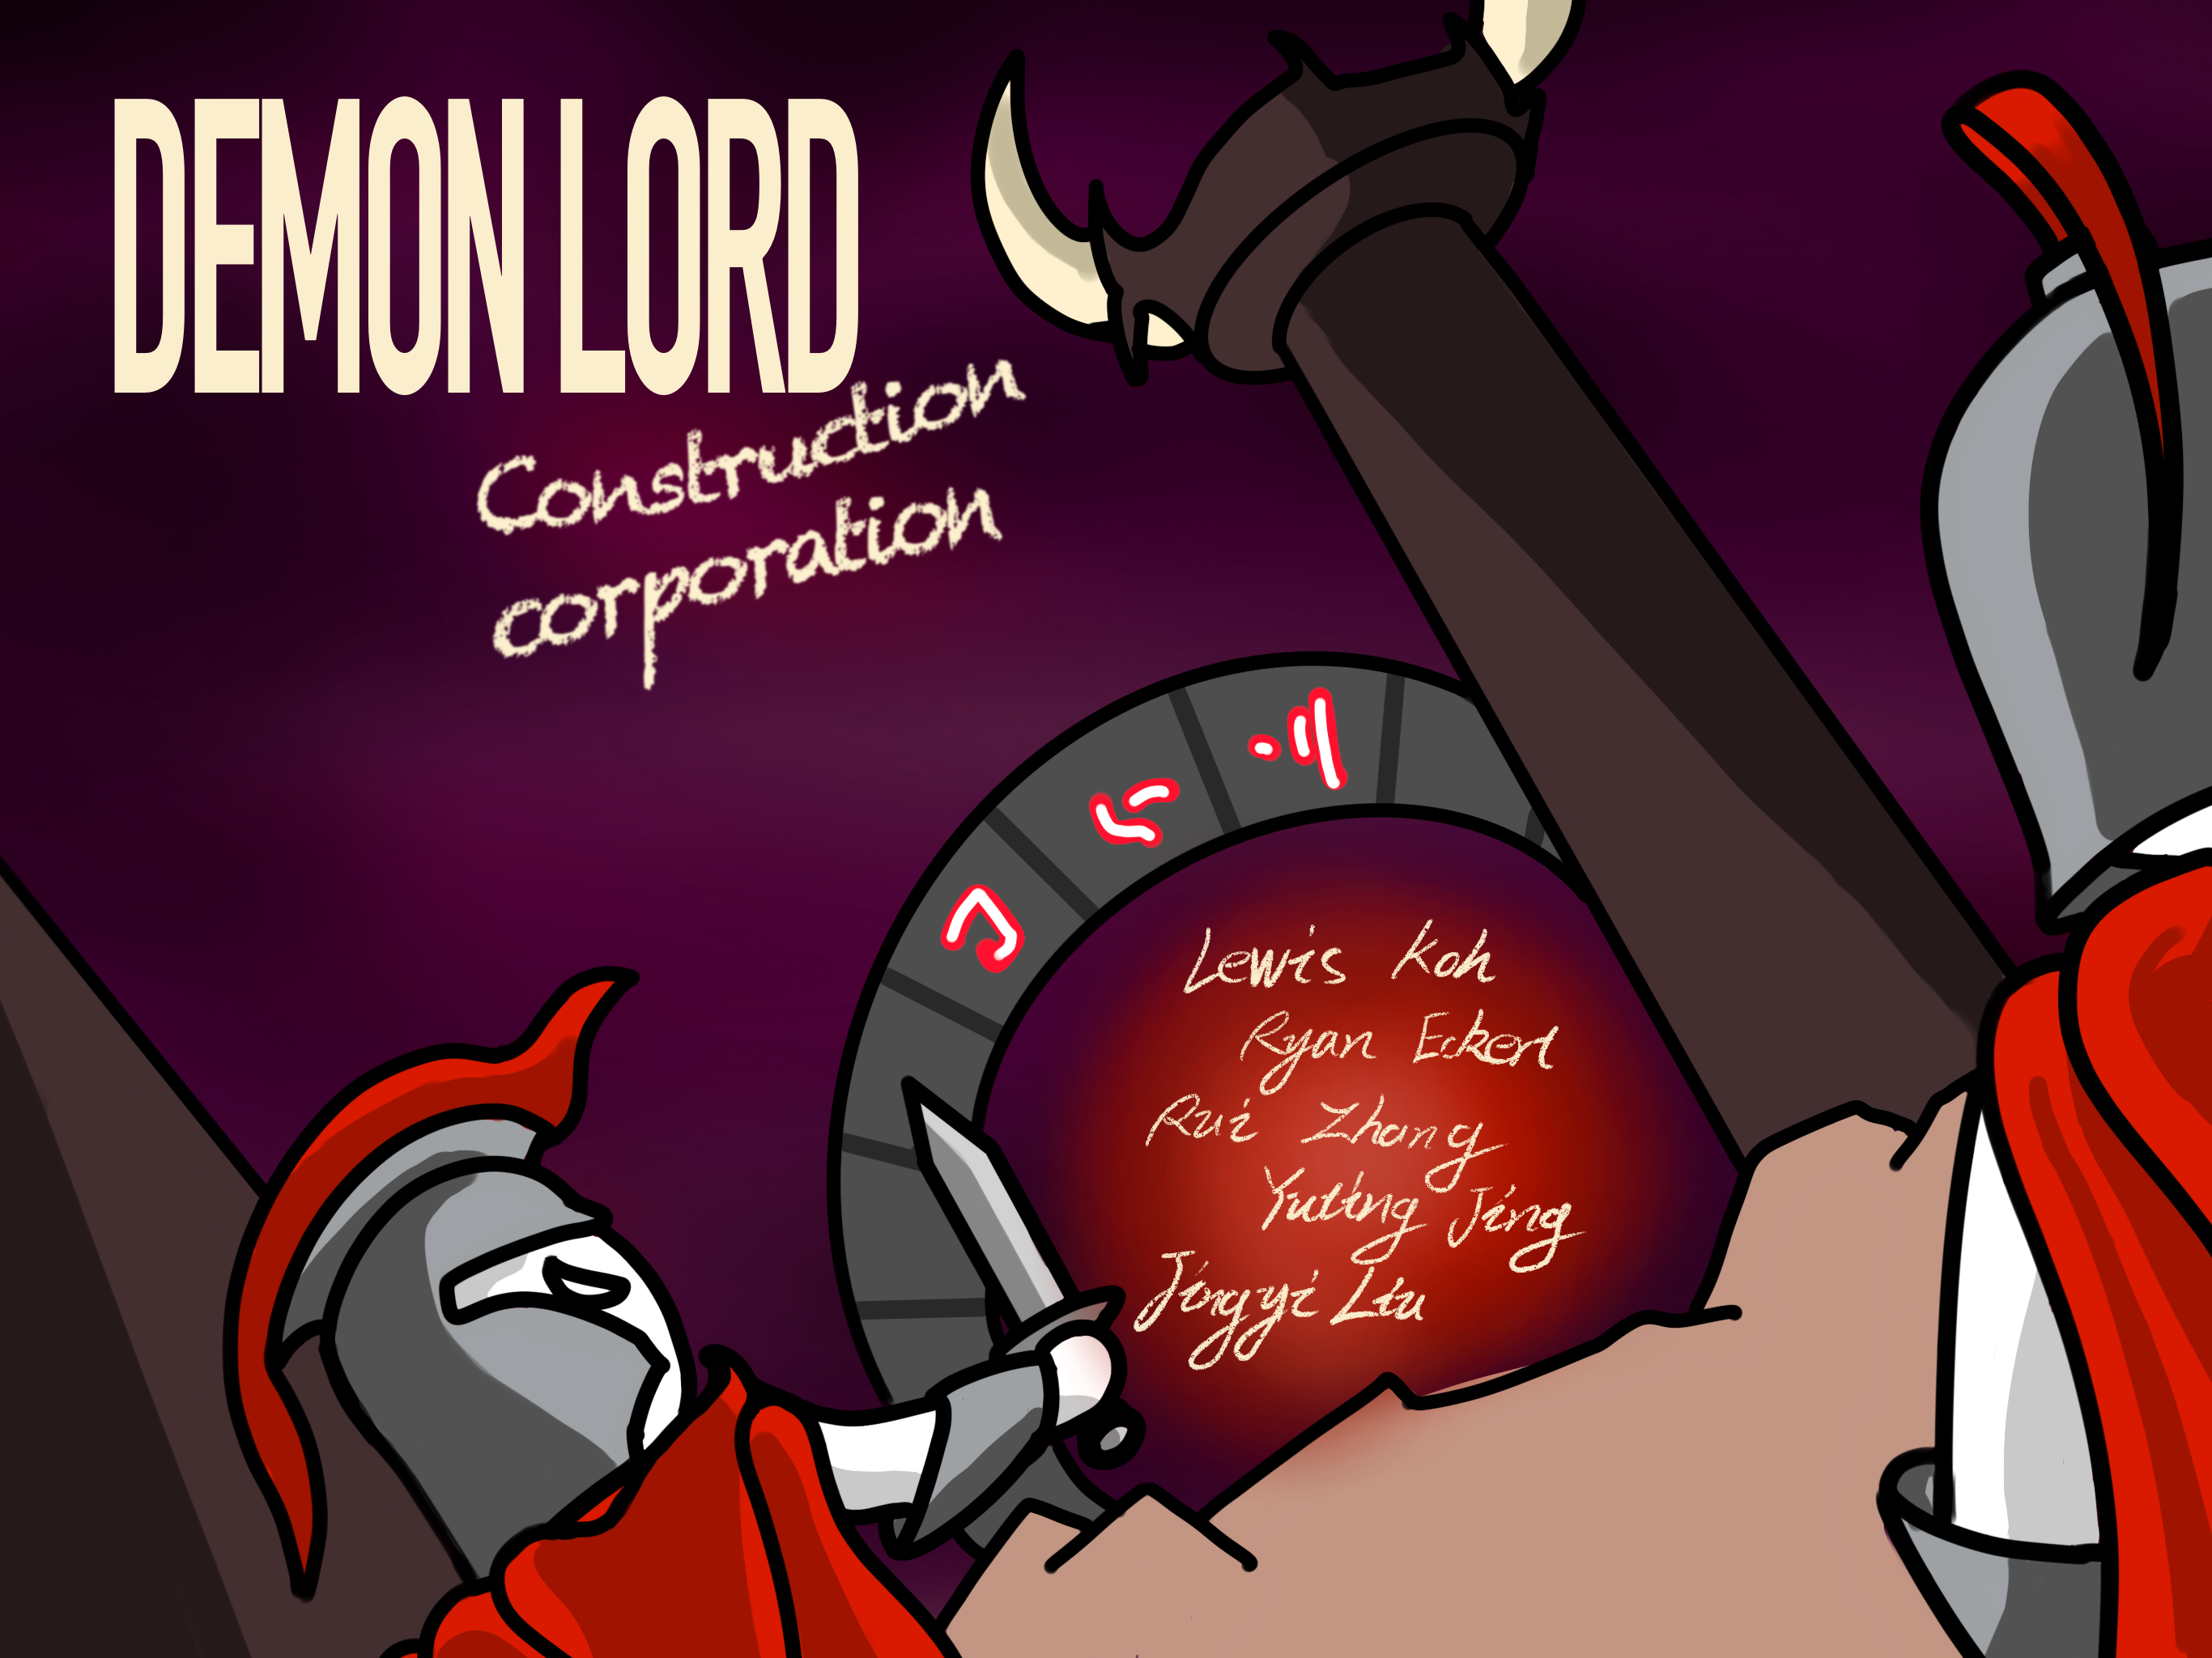 DEMON LORD
Construction
corporation
Lewis Koh
Ryan Eckert
Rui Zhang
Yuting Jing
Jingyi Liu